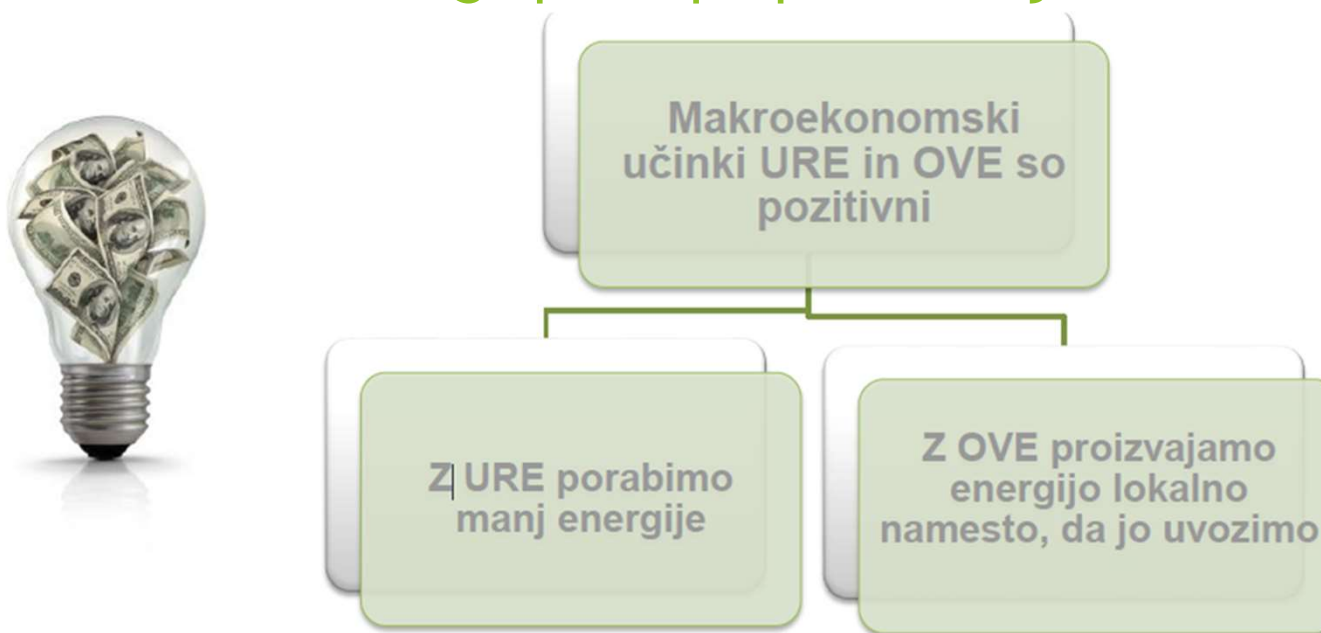 Makroekonomski
učinki URE in OVE so
pozitivni
Z URE porabimo
manj energije
Z OVE proizvajamo
energijo lokalno
namesto, da jo uvozimo